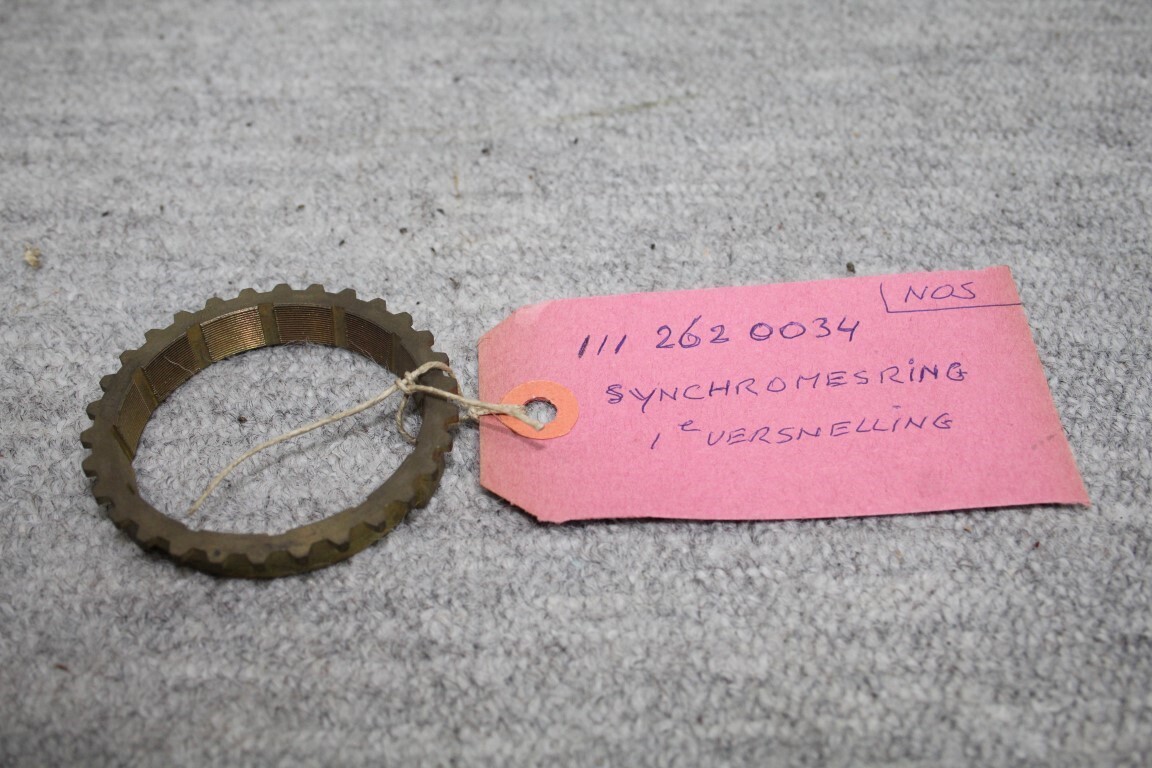 NOS
111 262 0034
SYNCHROMESRING
1e VERSNELLING